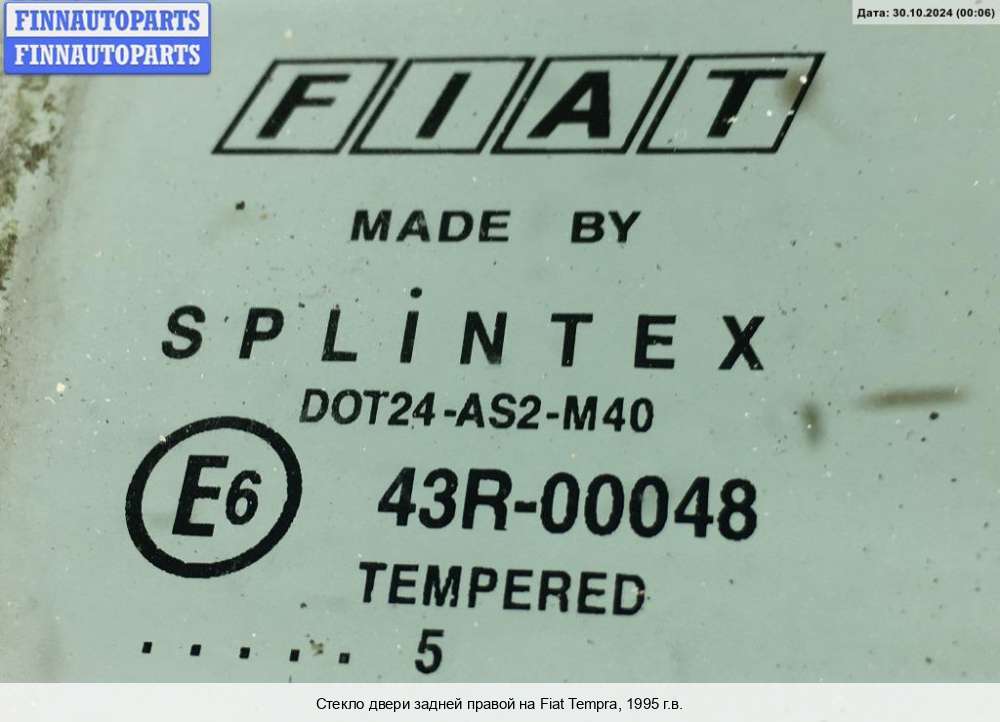 FINNAUTOPARTS
FINNAUTOPARTS
Дата: 30.10.2024 (00:06)
FIAT
MADE BY
SPLiNTEX
DOT24-AS2-M40
E6 43R-00048
TEMPERED
..... 5
Стекло двери задней правой на Fiat Tempra, 1995 г.в.